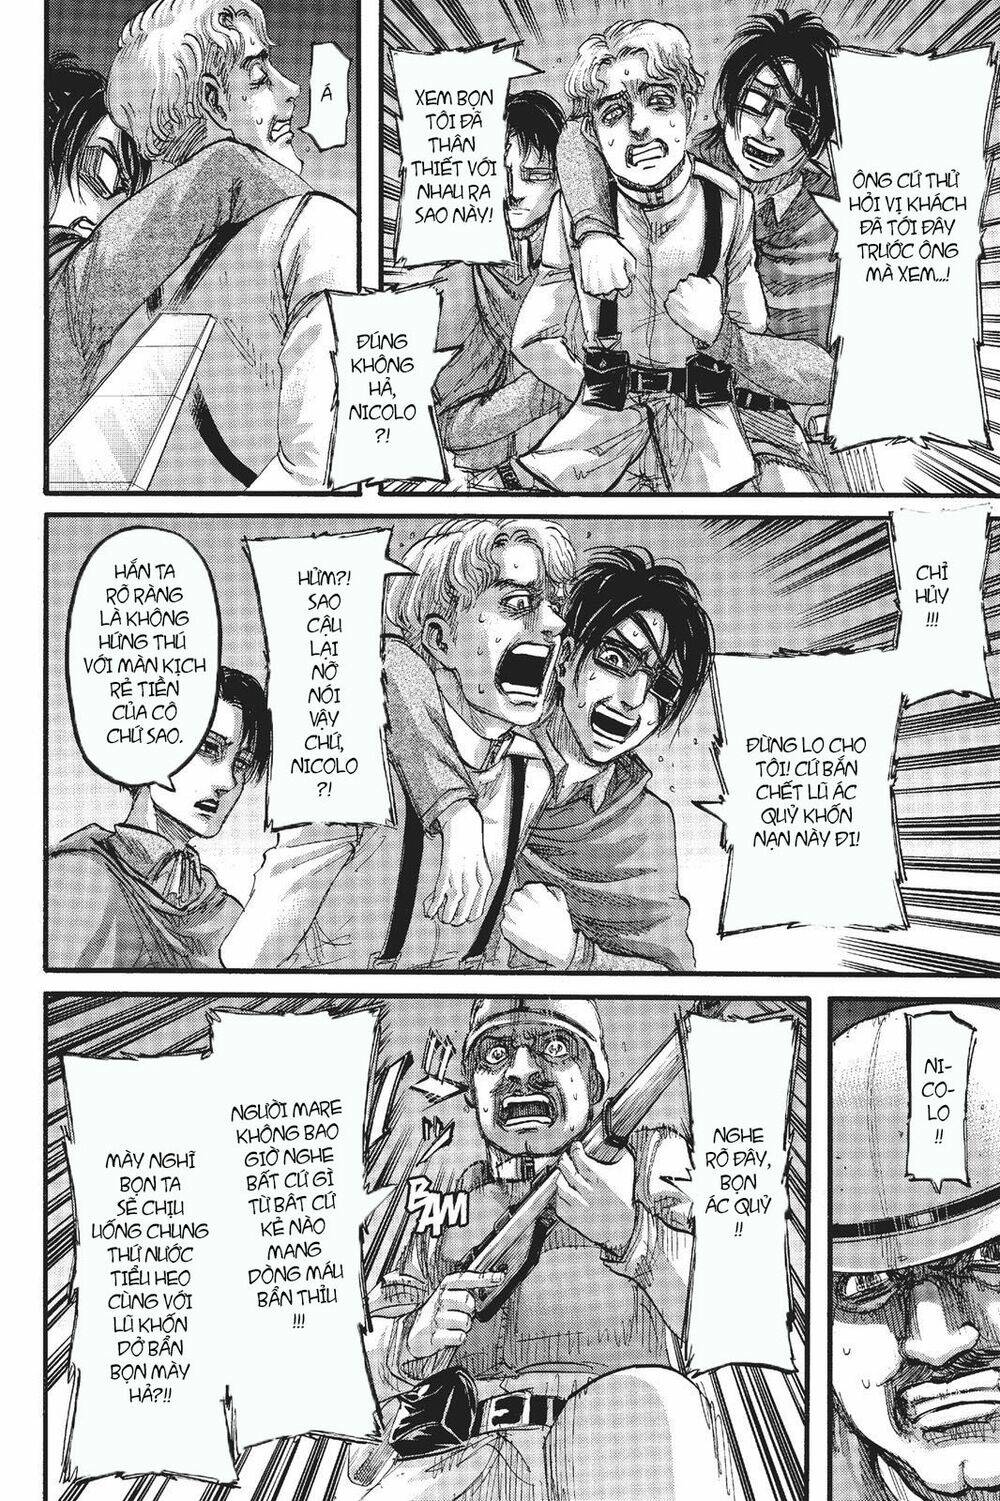 ÔNG CỨ THỬ
HỎI VỊ KHÁCH
ĐÃ TỚI ĐÂY
TRƯỚC ÔNG
MÀ XEM...!
XEM BỌN
TÔI ĐÃ
THÂN
THIẾT VỚI
NHAU RA
SAO NÀY!
ĐÚNG
KHÔNG
HẢ,
NICOLO
?!
Á
CHỈ
HỦY
!!!
ĐỪNG LO CHO
TÔI! CỨ BẮN
CHẾT LŨ ÁC
QUỶ KHỐN
NẠN NÀY ĐI!
HỬM?!
SAO
CẬU
LẠI
NỠ
NÓI
VẬY
CHỨ,
NICOLO
?!
HẮN TA
RÕ RÀNG
LÀ KHÔNG
HỨNG THÚ
VỚI MÀN KỊCH
RẺ TIỀN
CỦA CÔ
CHỨ SAO.
NI-
CO-
LO
!!
NGHE
RÕ ĐÂY,
BỌN
ÁC QUỶ
!!
BAM
NGƯỜI MARE
KHÔNG BAO
GIỜ NGHE
BẤT CỨ GÌ
TỪ BẤT CỨ
KẺ NÀO
MANG
DÒNG MÁU
BẨN THỈU
!!!
MÀY NGHĨ
BỌN TA
SẼ CHỊU
UỐNG CHUNG
THỨ NƯỚC
TIỂU HEO
CÙNG VỚI
LŨ KHỐN
DỞ BẨN
BỌN MÀY
HẢ?!!